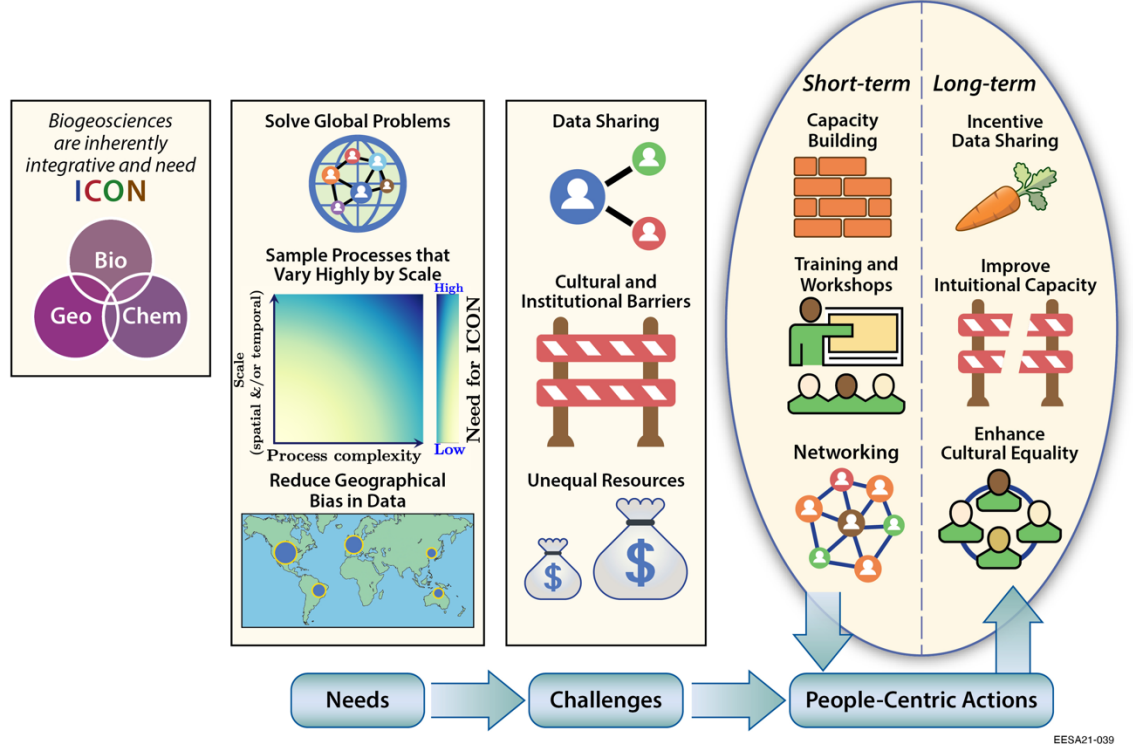 Biogeosciences
are inherently
integrative and need
ICON
Bio
Geo
Chem
Solve Global Problems
Sample Processes that
Vary Highly by Scale
Scale
(spatial &/or temporal)
Process complexity
High
Low
Need for ICON
Reduce Geographical
Bias in Data
Data Sharing
Cultural and
Institutional Barriers
Unequal Resources
$
$
Short-term
Capacity
Building
Training and
Workshops
Networking
Long-term
Incentive
Data Sharing
Improve
Intuitional Capacity
Enhance
Cultural Equality
Needs
Challenges
People-Centric Actions
EESA21-039